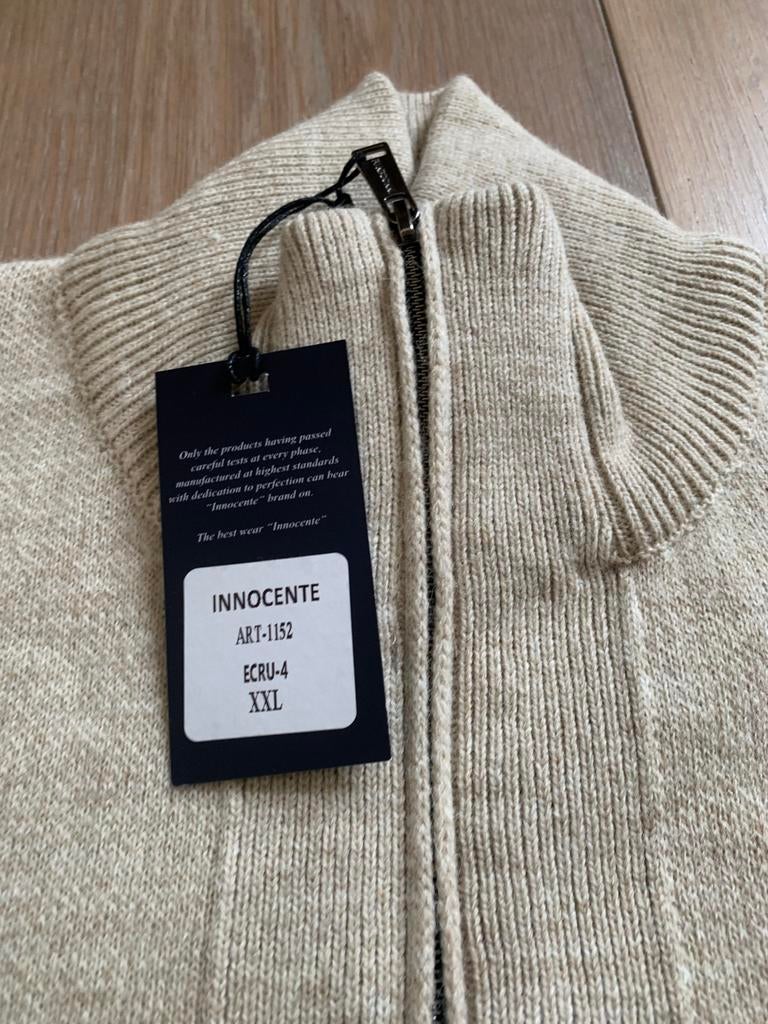 Only the products having passed
careful tests at every phase,
manufactured at highest standards
with dedication to perfection can bear
"Innocente" brand on.
The best wear "Innocente"
INNOCENTE
ART-1152
ECRU-4
XXL